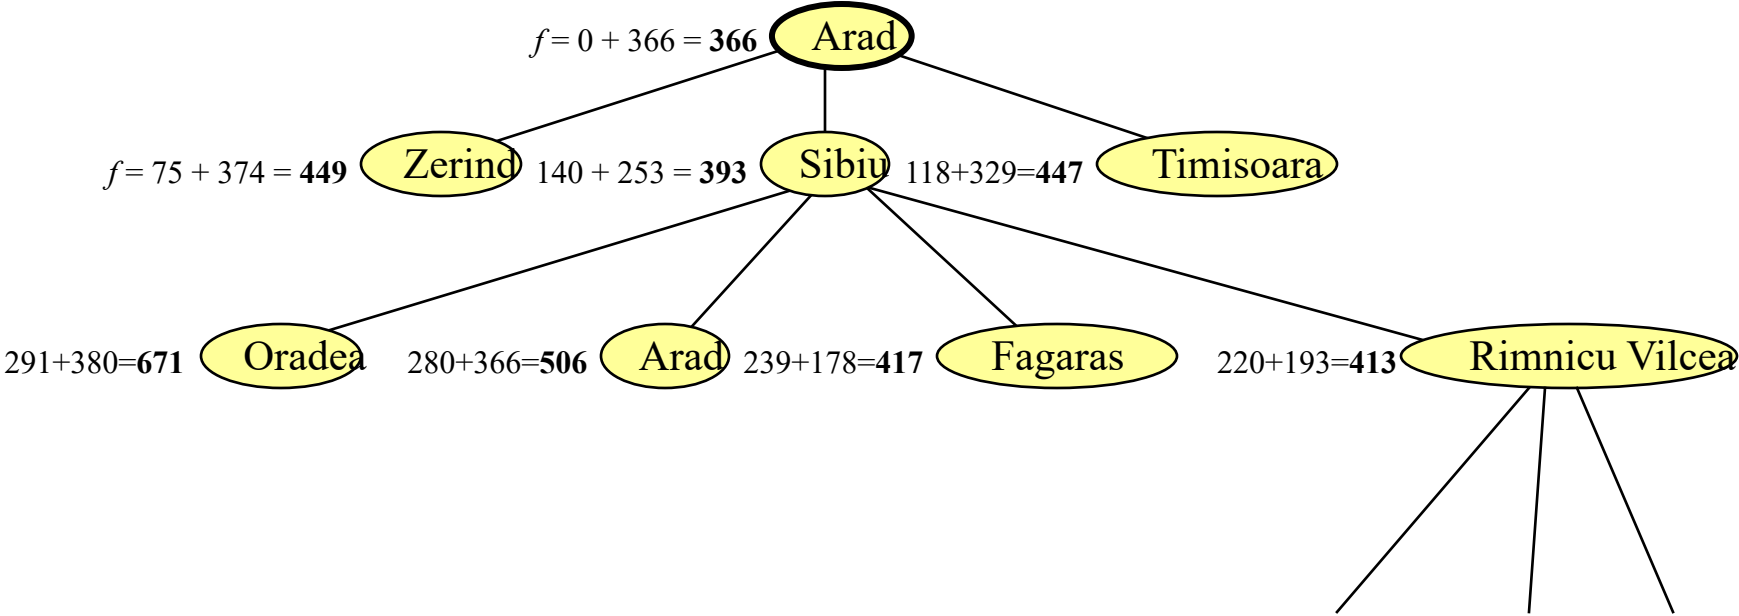 f = 0 + 366 = 366 Arad
f = 75 + 374 = 449 Zerind 140 + 253 = 393 Sibiu 118+329=447 Timisoara
291+380=671 Oradea 280+366=506 Arad 239+178=417 Fagaras 220+193=413 Rimnicu Vilcea